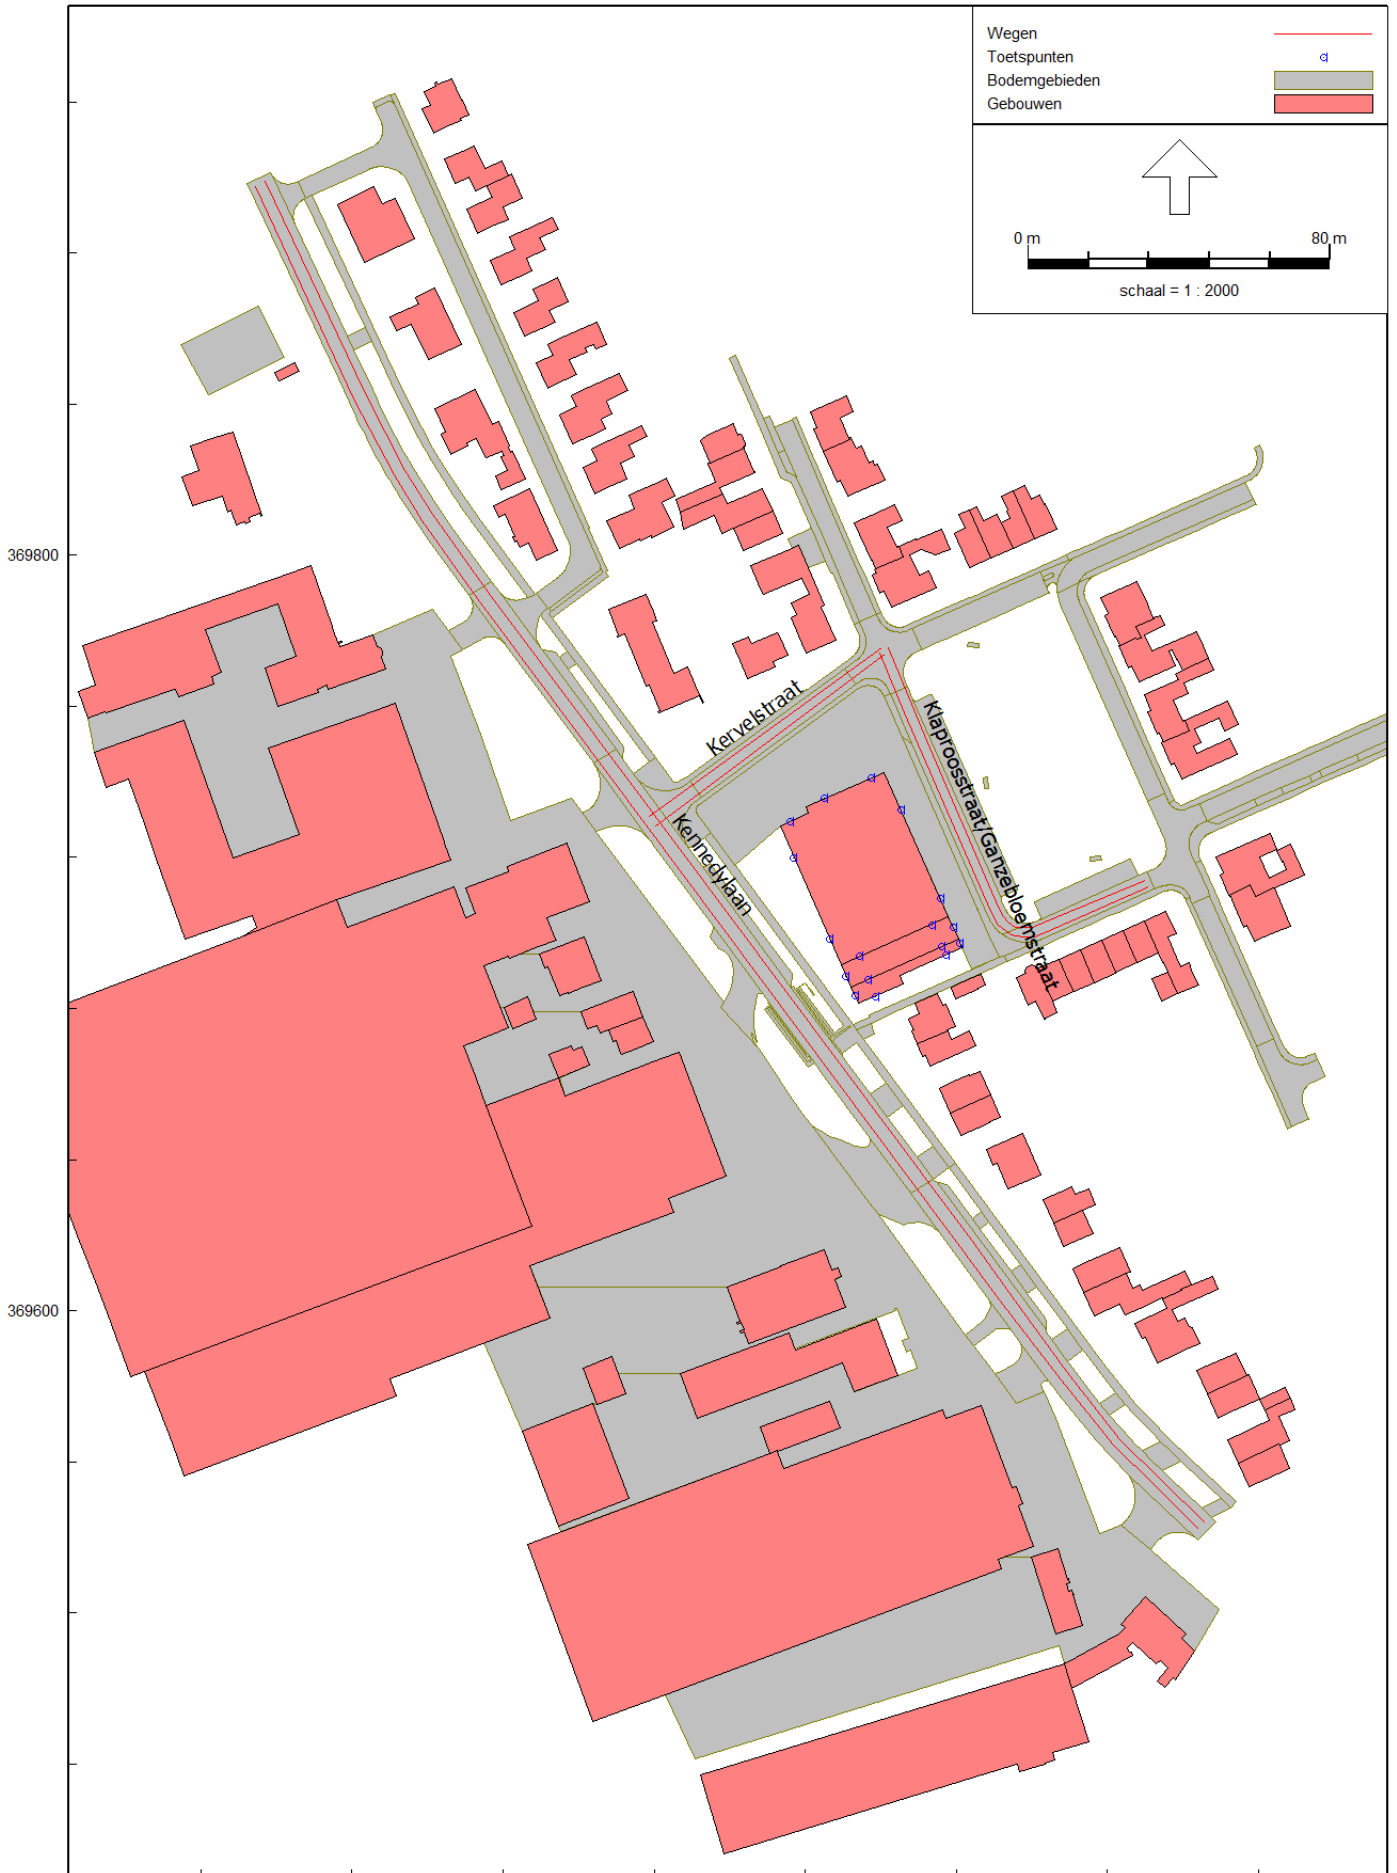 Wegen
Toetspunten
Bodemgebieden
Gebouwen
0 m
80 m
schaal = 1 : 2000
369800
Kervelstraat
Klaproosstraat/Ganzebloemstraat
Kennedylaan
369600